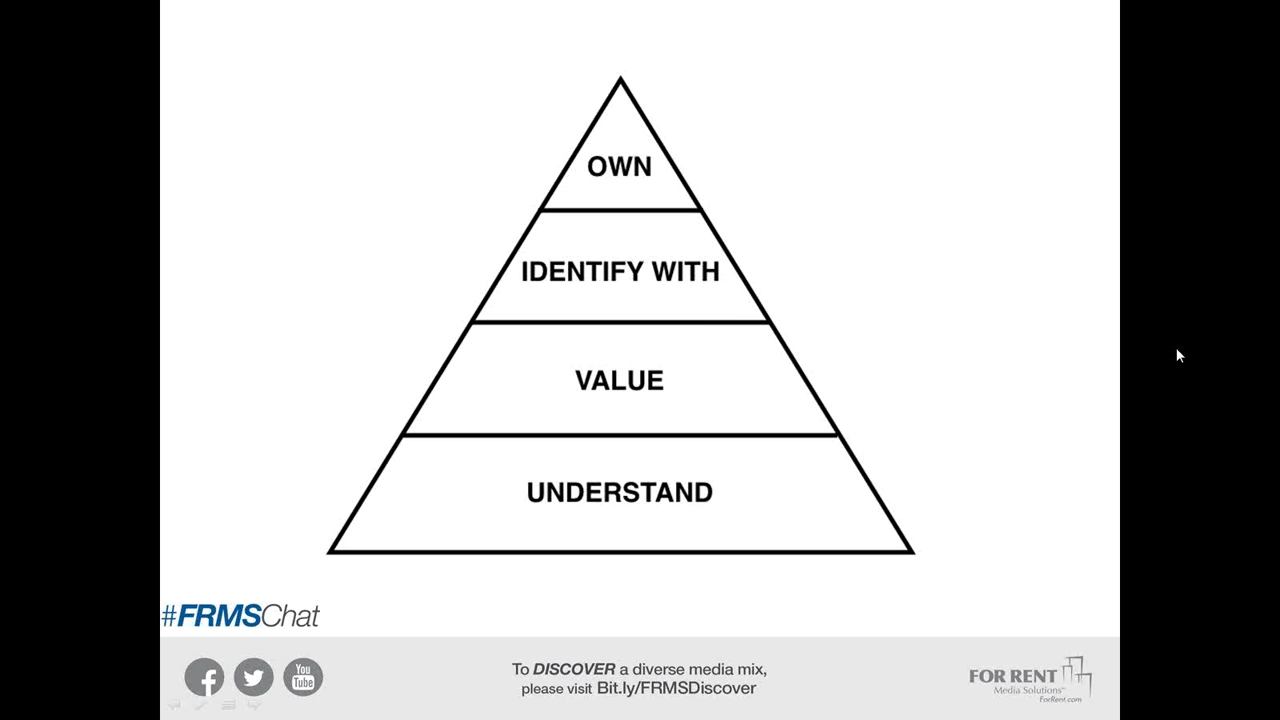 OWN
IDENTIFY WITH
VALUE
UNDERSTAND
#FRMSChat
You
Tube
To DISCOVER a diverse media mix,
please visit Bit.ly/FRMSDiscover
FOR RENT
Media Solutions™
ForRent.com